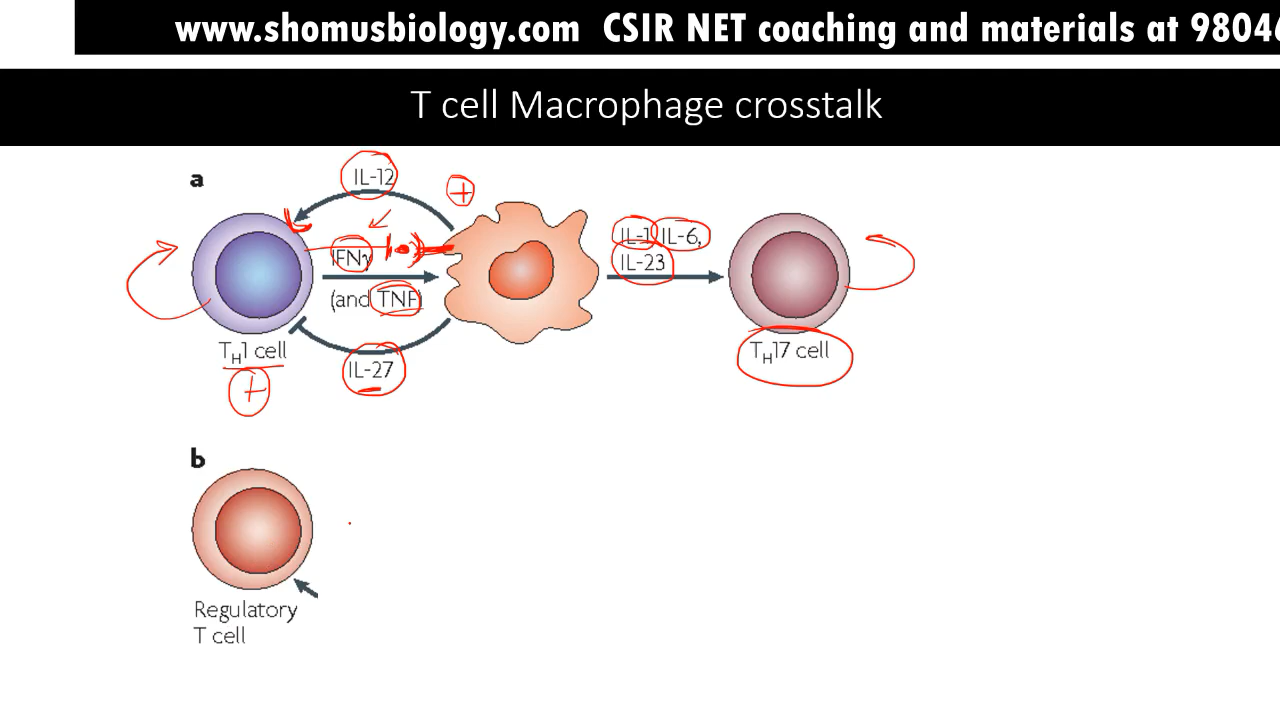 www.shomusbiology.com CSIR NET coaching and materials at 9804
T cell Macrophage crosstalk
a
IL-12
+
IFNγ
(and TNF)
IL-27
IL-1, IL-6,
IL-23
TH1 cell
+
TH17 cell
b
Regulatory
T cell